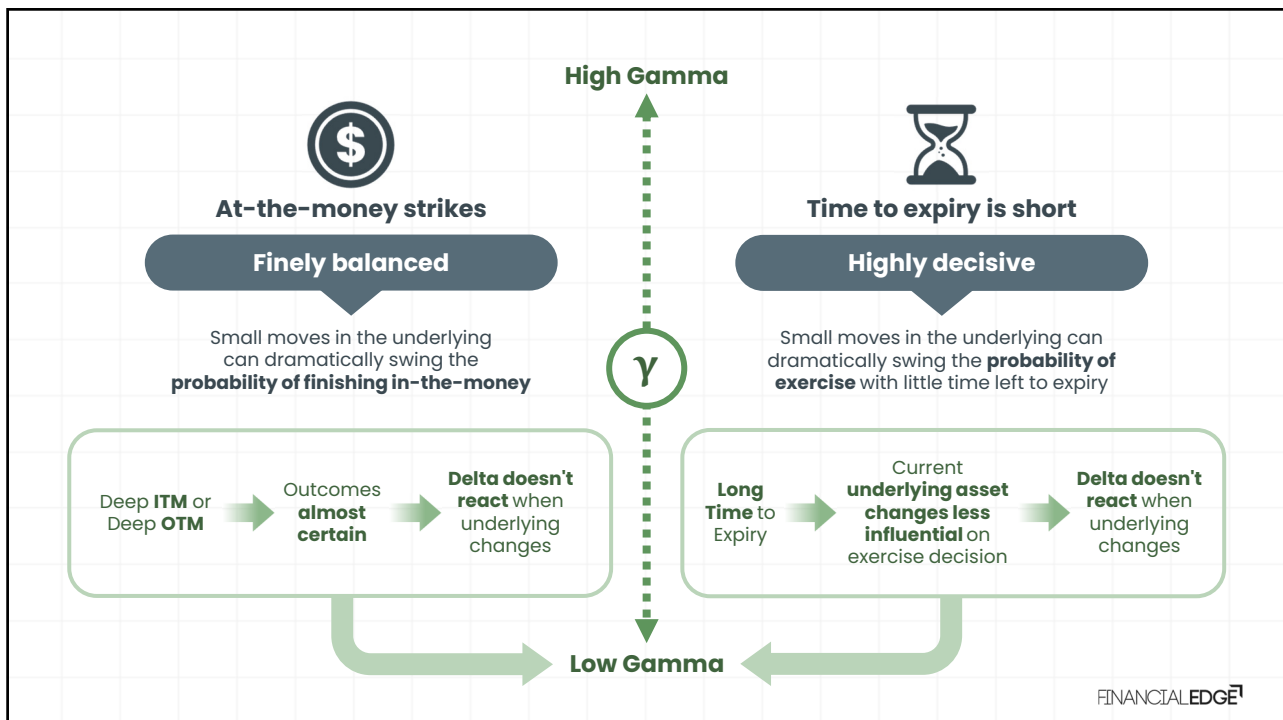 High Gamma
$
At-the-money strikes
Finely balanced
Small moves in the underlying
can dramatically swing the
probability of finishing in-the-money
Time to expiry is short
Highly decisive
Small moves in the underlying can
dramatically swing the probability of
exercise with little time left to expiry
γ
Deep ITM or
Deep OTM
Outcomes
almost
certain
Delta doesn't
react when
underlying
changes
Long
Time to
Expiry
Current
underlying asset
changes less
influential on
exercise decision
Delta doesn't
react when
underlying
changes
Low Gamma
FINANCIALEDGE